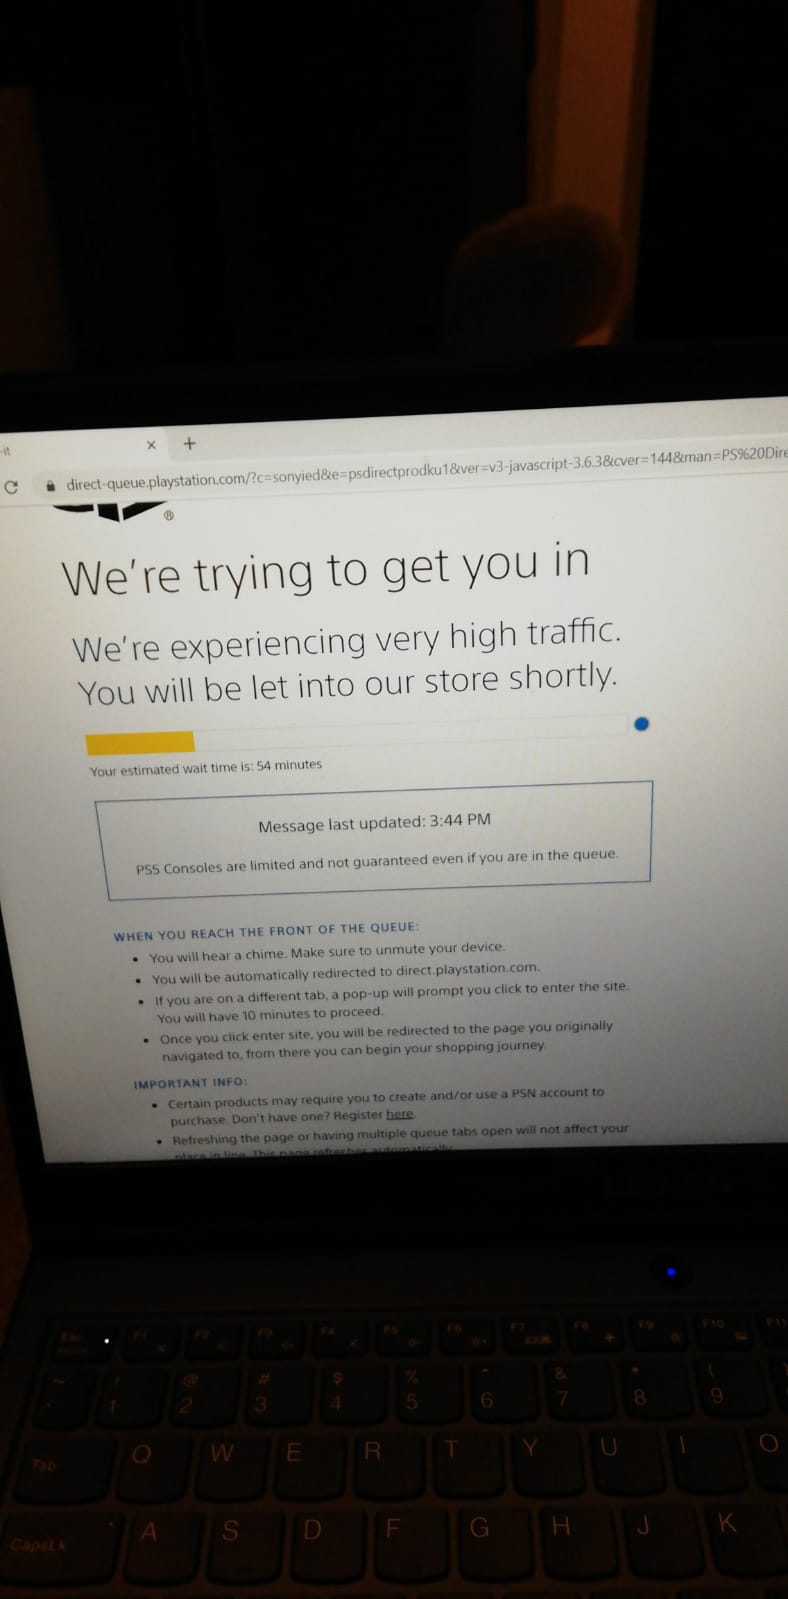 -it × +
direct-queue.playstation.com/?c=sonyied&e=psdirectprodku1&ver=v3-javascript-3.6.3&cver=144&man=PS%20Dire
®
We're trying to get you in
We're experiencing very high traffic.
You will be let into our store shortly.
Your estimated wait time is: 54 minutes
Message last updated: 3:44 PM
PS5 Consoles are limited and not guaranteed even if you are in the queue.
WHEN YOU REACH THE FRONT OF THE QUEUE:
• You will hear a chime. Make sure to unmute your device.
• You will be automatically redirected to direct.playstation.com.
• If you are on a different tab, a pop-up will prompt you click to enter the site.
You will have 10 minutes to proceed.
• Once you click enter site, you will be redirected to the page you originally
navigated to, from there you can begin your shopping journey.
IMPORTANT INFO:
• Certain products may require you to create and/or use a PSN account to
purchase. Don't have one? Register here.
• Refreshing the page or having multiple queue tabs open will not affect your
place in line. This page refreshes automatically.
Esc F1 F2 F3 F4 F5 F6 F7 F8 F9 F10 F11
~ ! @ # $ % ^ & * (
1 2 3 4 5 6 7 8 9
Tab Q W E R T Y U I O
CapsLk A S D F G H J K